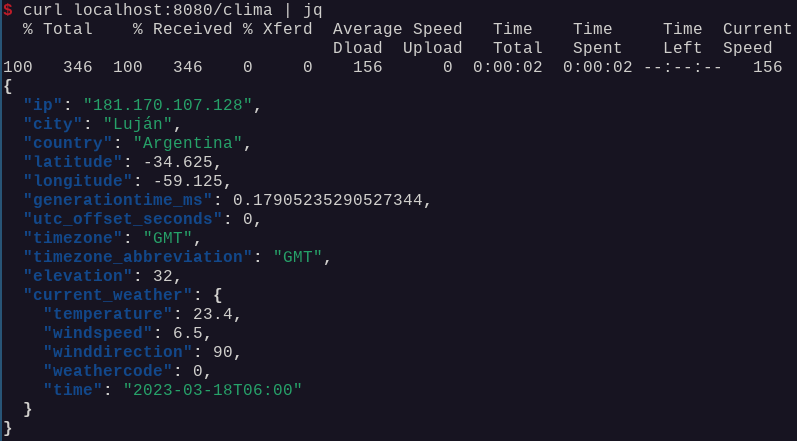 $ curl localhost:8080/clima | jq
  % Total    % Received % Xferd  Average Speed   Time    Time     Time  Current
                                 Dload  Upload   Total   Spent    Left  Speed
100   346  100   346    0     0    156      0  0:00:02  0:00:02 --:--:--   156
{
  "ip": "181.170.107.128",
  "city": "Luján",
  "country": "Argentina",
  "latitude": -34.625,
  "longitude": -59.125,
  "generationtime_ms": 0.17905235290527344,
  "utc_offset_seconds": 0,
  "timezone": "GMT",
  "timezone_abbreviation": "GMT",
  "elevation": 32,
  "current_weather": {
    "temperature": 23.4,
    "windspeed": 6.5,
    "winddirection": 90,
    "weathercode": 0,
    "time": "2023-03-18T06:00"
  }
}